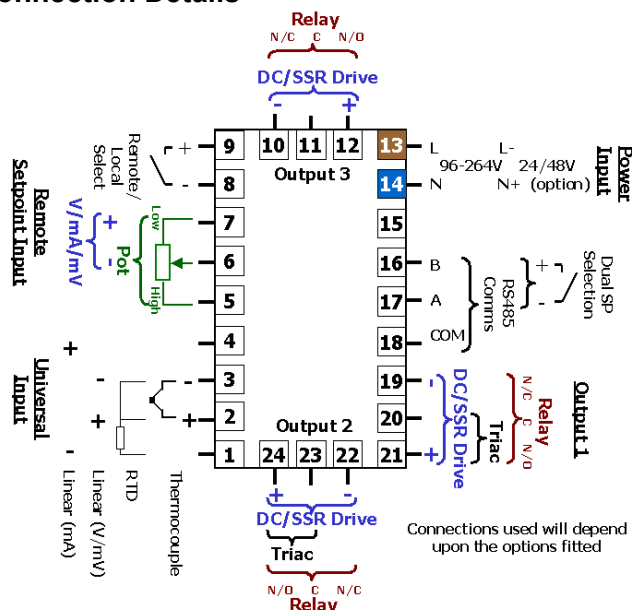 onnection Details
Relay
N/C C N/O
DC/SSR Drive
- +
10 11 12
Output 3
9
8
7
6
5
4
3
2
1
13
14
15
16
17
18
19
20
21
+
-
Remote/
Local
Select
Remote
Setpoint Input
V/mA/mV
+
-
Pot
Low
High
Universal
Input
+
-
- +
- +
Thermocouple
RTD
Linear (V/mV)
Linear (mA)
L L-
96-264V 24/48V
N N+ (option)
Power
Input
B
A
COM
RS485
Comms
+
-
Dual SP
Selection
-
+
DC/SSR Drive
Triac
N/C C N/O
Relay
Output 1
Output 2
24 23 22
+ -
DC/SSR Drive
Triac
N/O C N/C
Relay
Connections used will depend
upon the options fitted